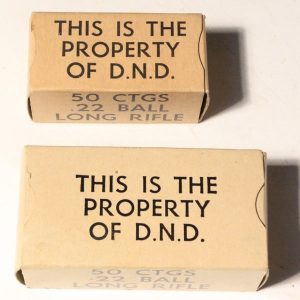 THIS IS THE
PROPERTY
OF D.N.D.
50 CTGS
.22 BALL
LONG RIFLE
THIS IS THE
PROPERTY
OF D.N.D.
50 CTGS
.22 BALL
LONG RIFLE